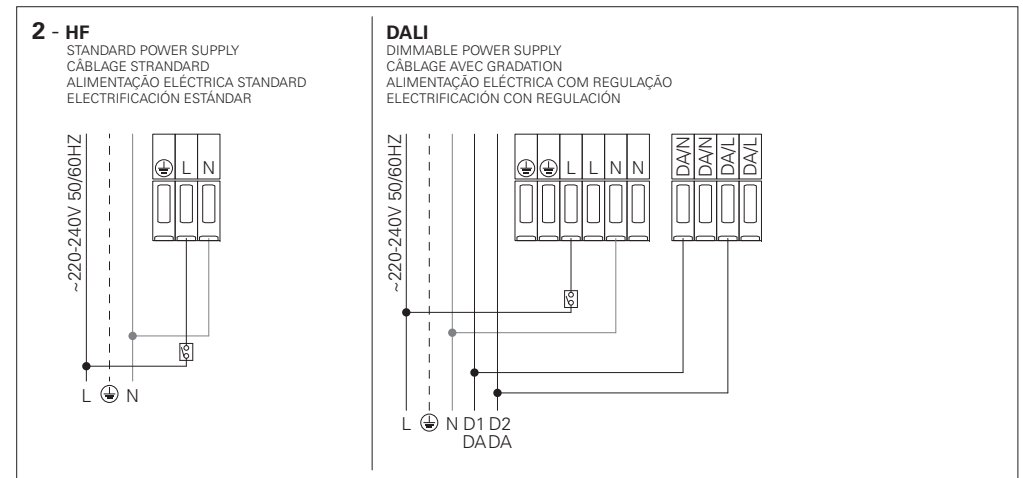 2 - HF
STANDARD POWER SUPPLY
CÂBLAGE STRANDARD
ALIMENTAÇÃO ELÉCTRICA STANDARD
ELECTRIFICACIÓN ESTÁNDAR
~220-240V 50/60HZ
L N
L N
DALI
DIMMABLE POWER SUPPLY
CÂBLAGE AVEC GRADATION
ALIMENTAÇÃO ELÉCTRICA COM REGULAÇÃO
ELECTRIFICACIÓN CON REGULACIÓN
~220-240V 50/60HZ
L L N N
DA/N DA/N DA/L DA/L
L N D1 D2
DA DA